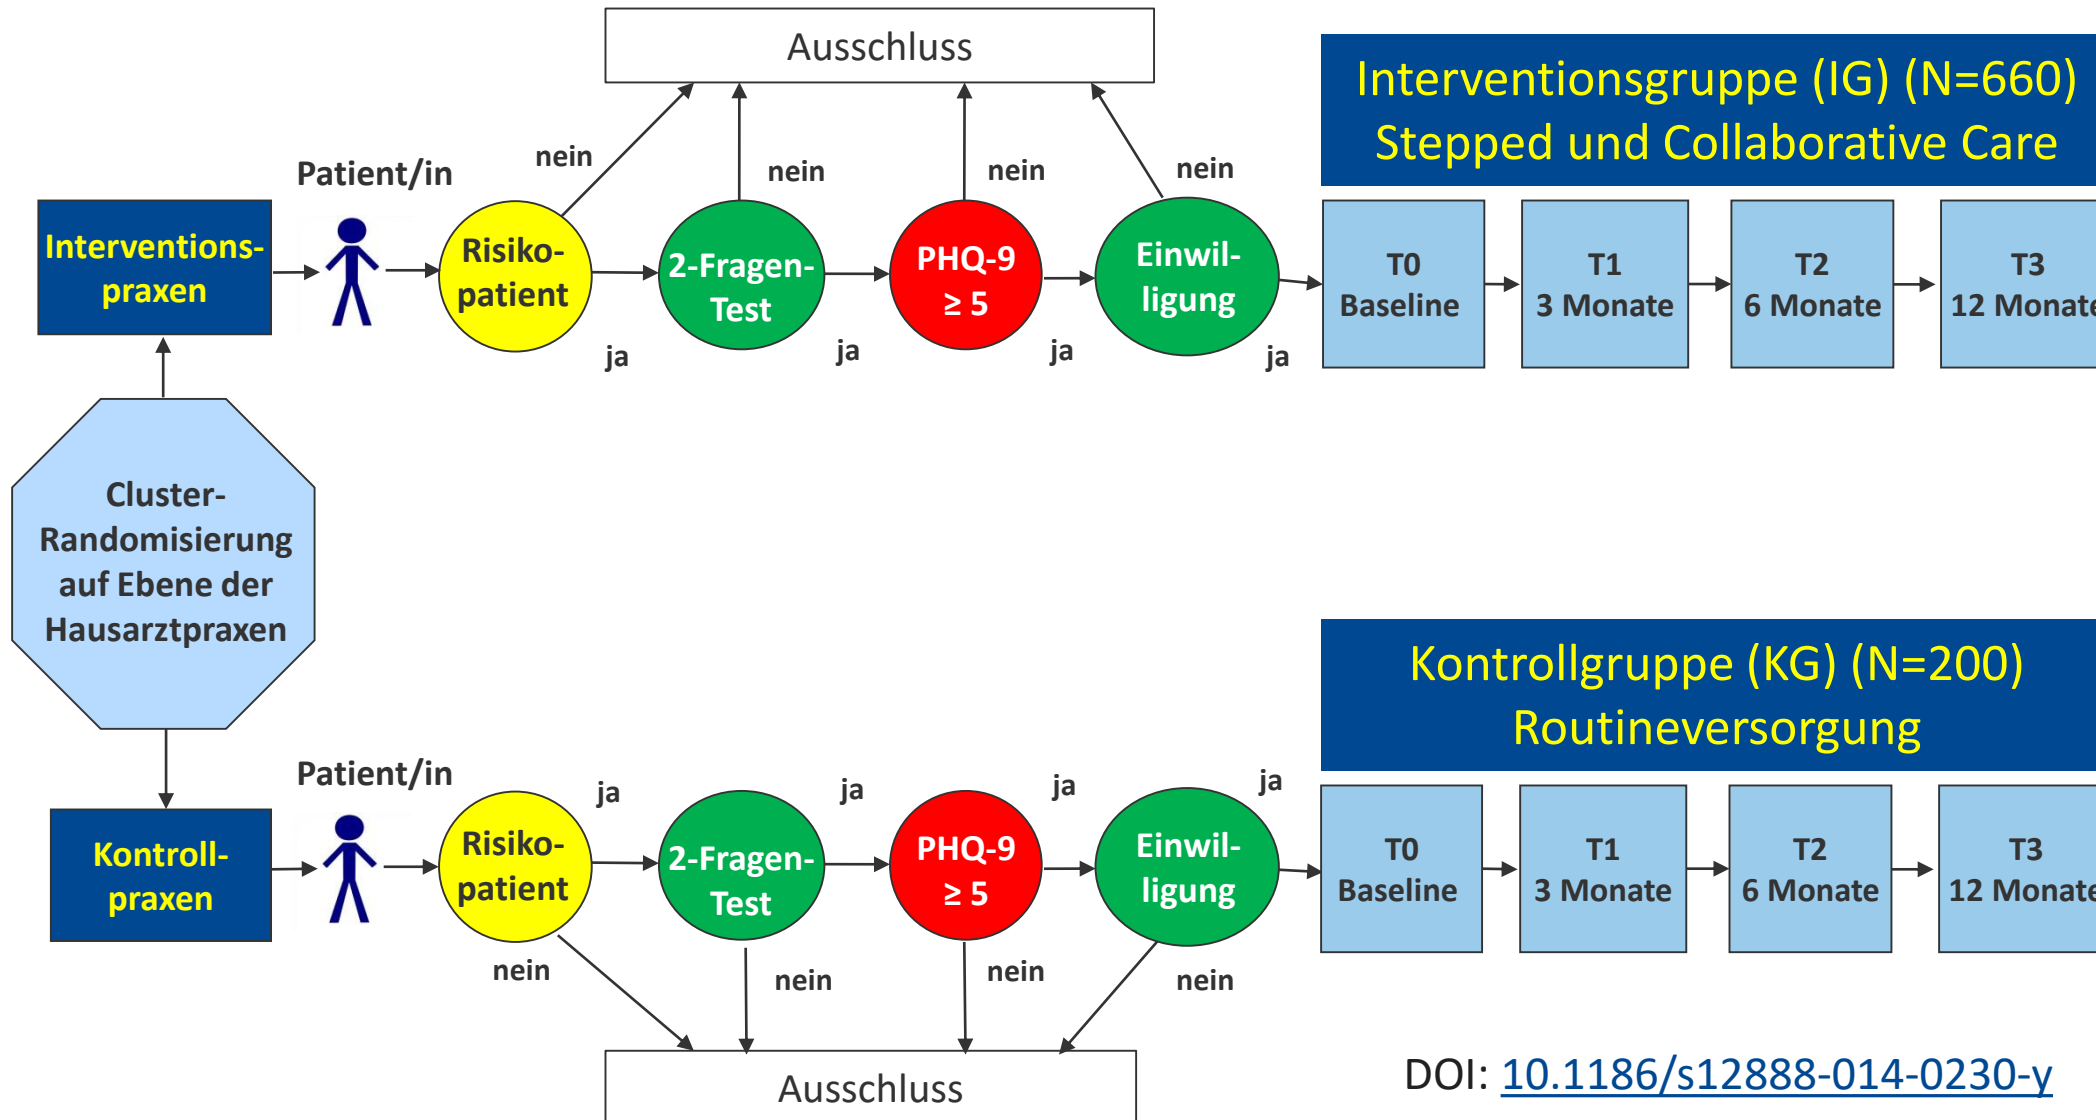 Ausschluss
Interventionsgruppe (IG) (N=660)
Stepped und Collaborative Care
nein
nein
nein
nein
Patient/in
Interventions-
praxen
Risiko-
patient
2-Fragen-
Test
PHQ-9
≥ 5
Einwil-
ligung
T0
Baseline
T1
3 Monate
T2
6 Monate
T3
12 Monate
ja
ja
ja
ja
Cluster-
Randomisierung
auf Ebene der
Hausarztpraxen
Kontrollgruppe (KG) (N=200)
Routineversorgung
Patient/in
ja
ja
ja
ja
Kontroll-
praxen
Risiko-
patient
2-Fragen-
Test
PHQ-9
≥ 5
Einwil-
ligung
T0
Baseline
T1
3 Monate
T2
6 Monate
T3
12 Monate
nein
nein
nein
nein
Ausschluss
DOI: 10.1186/s12888-014-0230-y